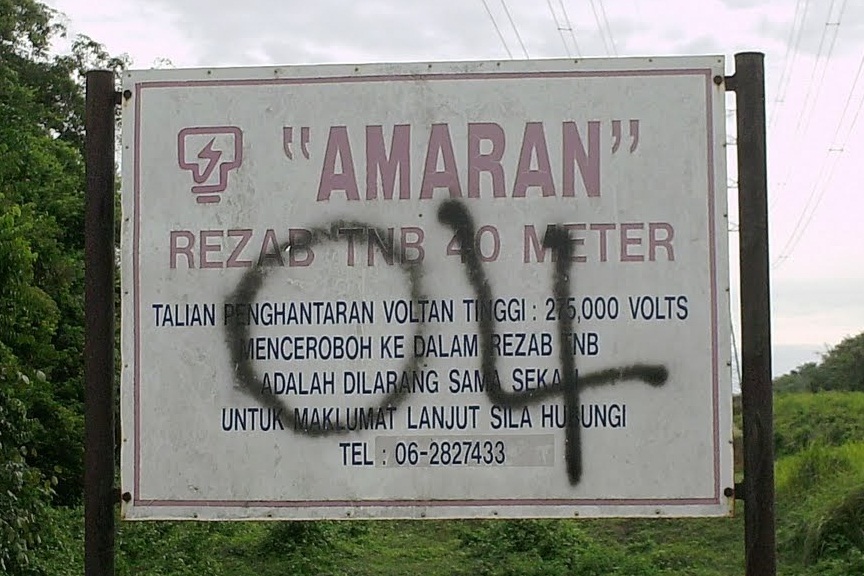 "AMARAN"
REZAB TNB 40 METER
TALIAN PENGHANTARAN VOLTAN TINGGI : 275,000 VOLTS
MENCEROBOH KE DALAM REZAB TNB
ADALAH DILARANG SAMA SEKALI
UNTUK MAKLUMAT LANJUT SILA HUBUNGI
TEL : 06-2827433
04